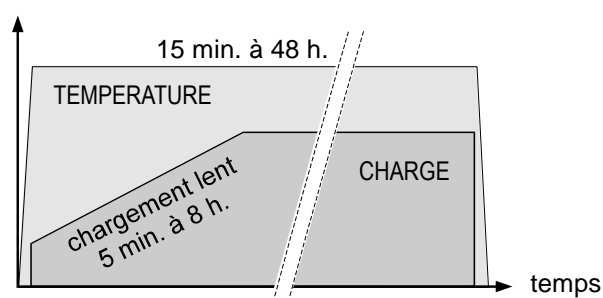 15 min. à 48 h.
TEMPERATURE
chargement lent
5 min. à 8 h.
CHARGE
temps